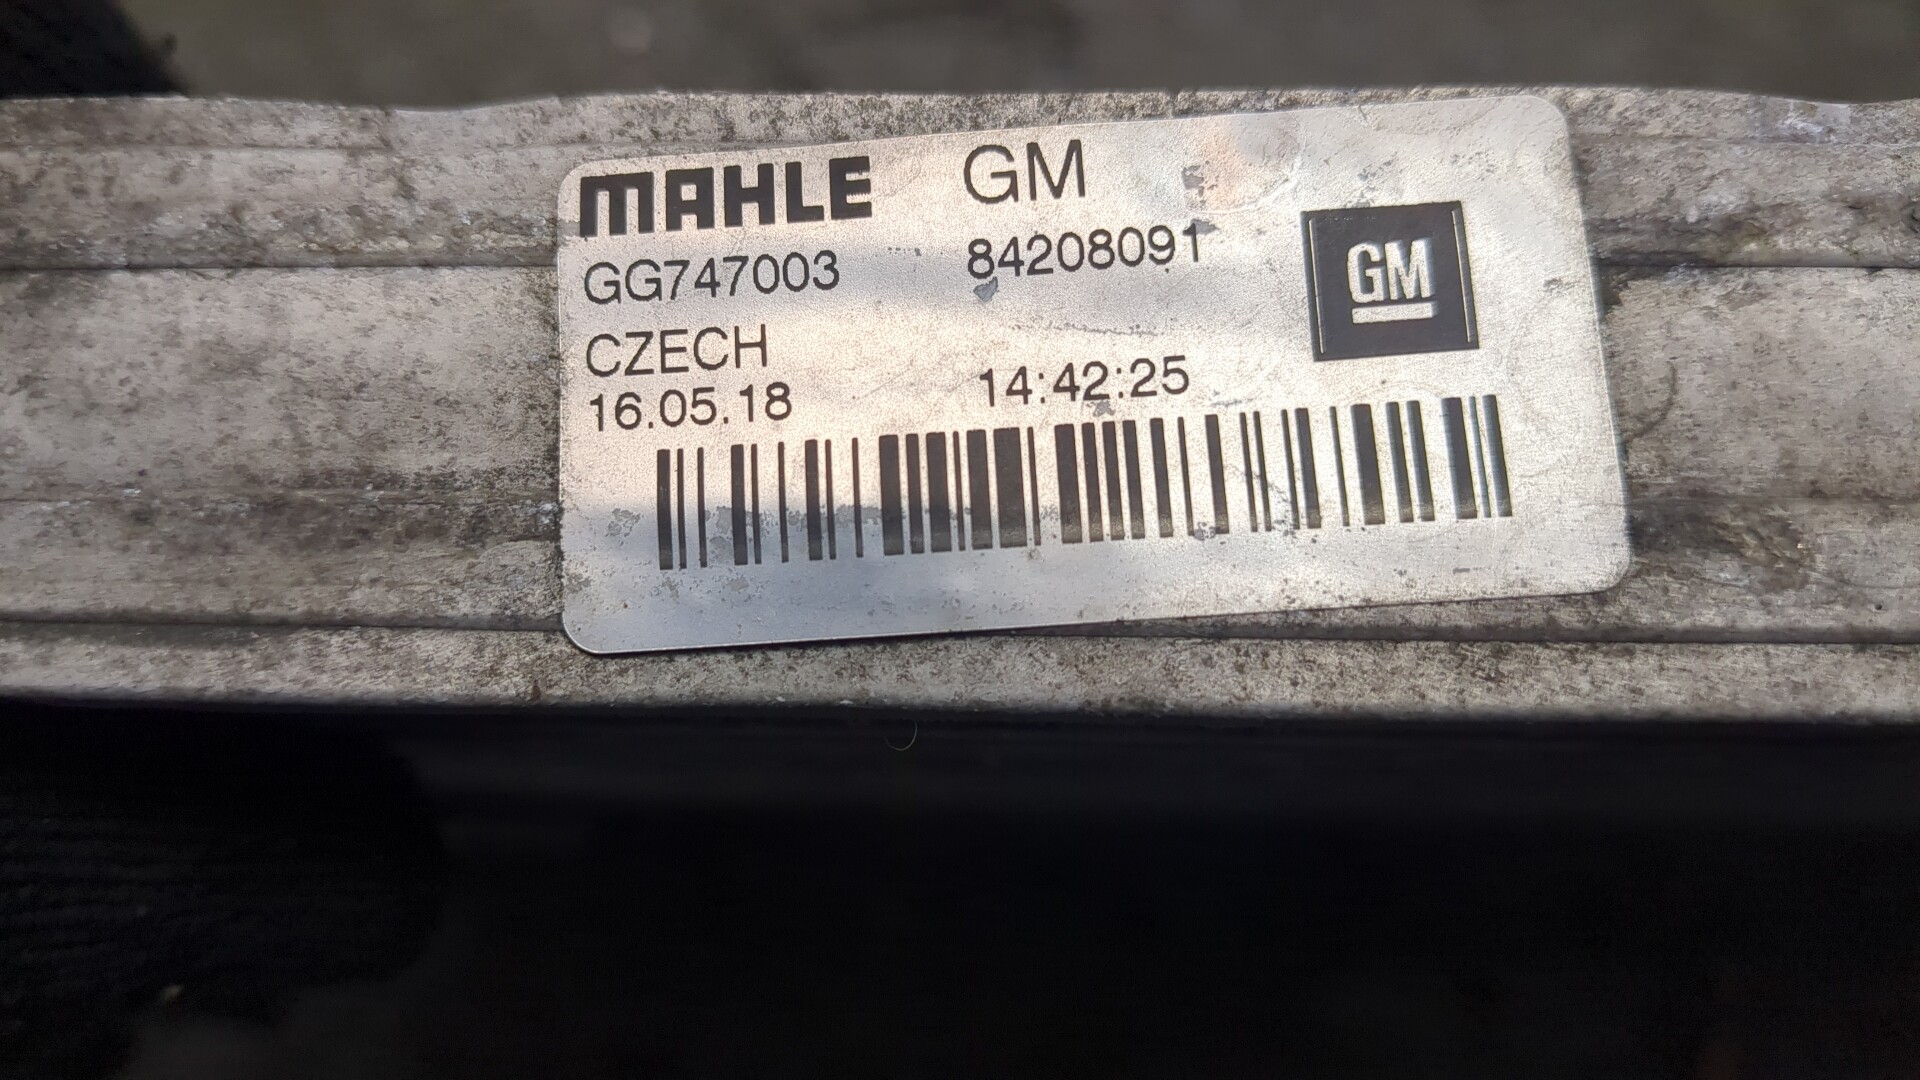 MAHLE GM
GG747003 84208091
GM
CZECH
16.05.18 14:42:25